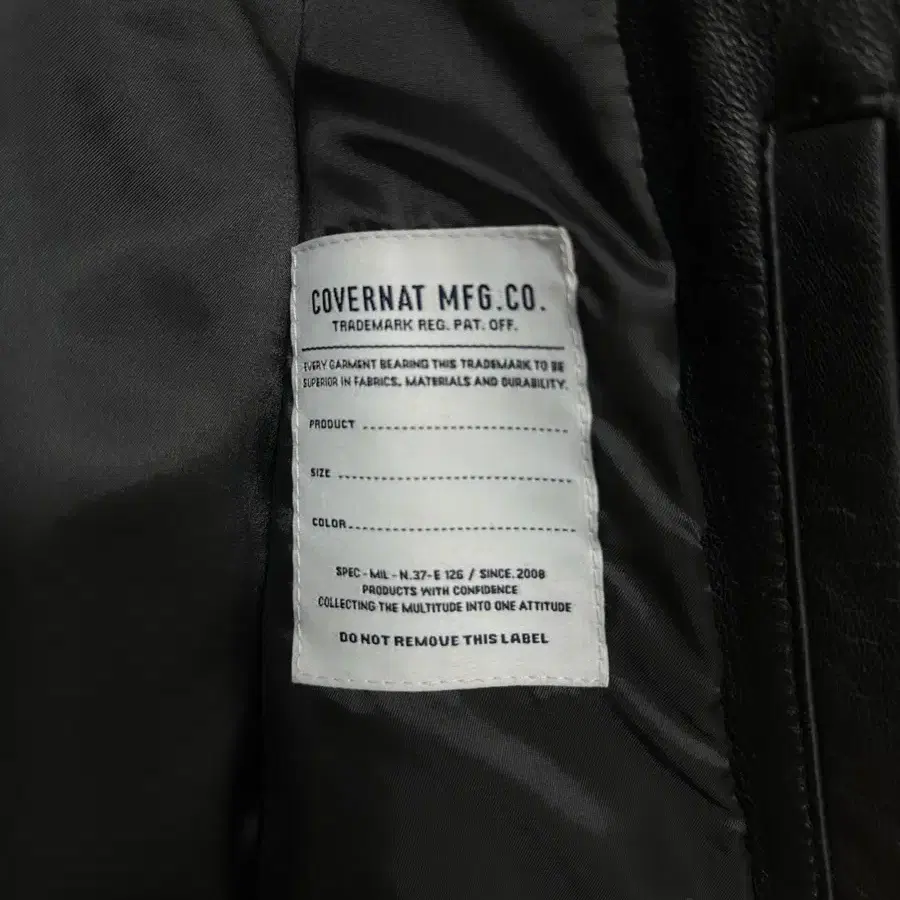 COVERNAT MFG.CO.
TRADEMARK REG. PAT. OFF.
EVERY GARMENT BEARING THIS TRADEMARK TO BE
SUPERIOR IN FABRICS, MATERIALS AND DURABILITY.
PRODUCT
SIZE
COLOR
SPEC - MIL - N.37-E 126 / SINCE.2008
PRODUCTS WITH CONFIDENCE
COLLECTING THE MULTITUDE INTO ONE ATTITUDE
DO NOT REMOVE THIS LABEL